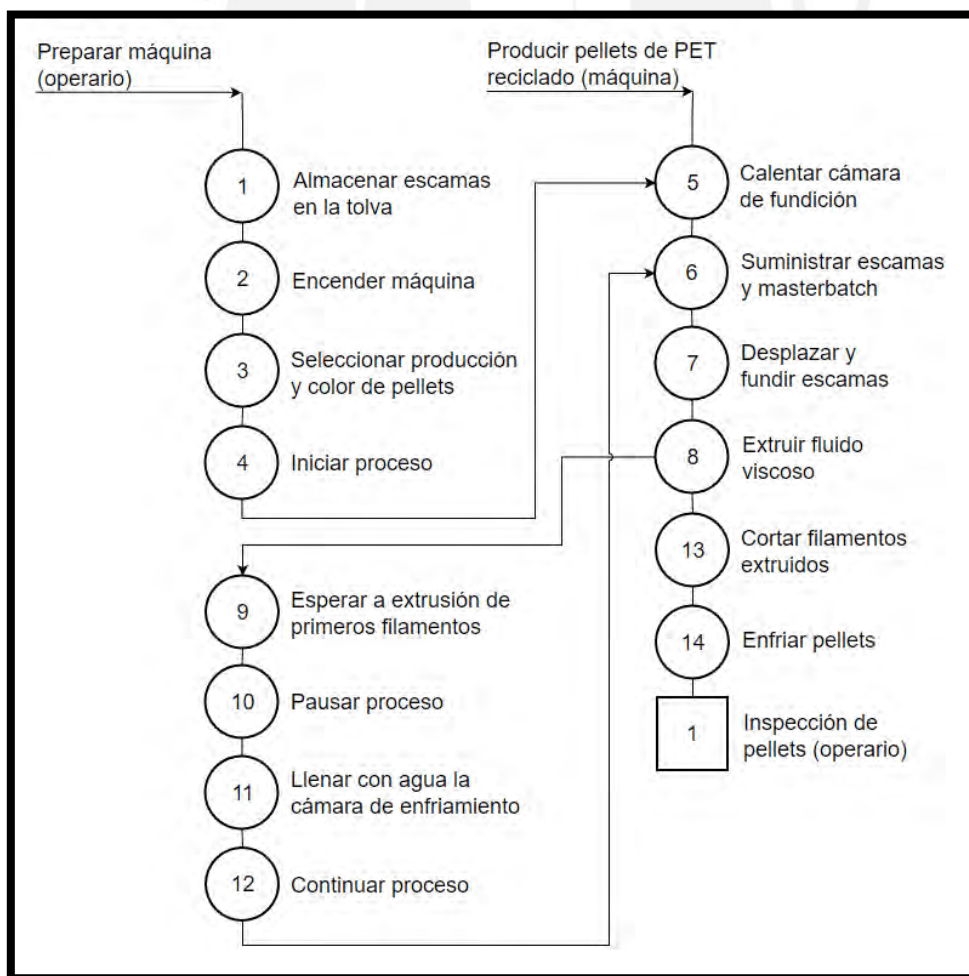 Preparar máquina
(operario)
1
Almacenar escamas
en la tolva
2
Encender máquina
3
Seleccionar producción
y color de pellets
4
Iniciar proceso
9
Esperar a extrusión de
primeros filamentos
10
Pausar proceso
11
Llenar con agua la
cámara de enfriamiento
12
Continuar proceso
Producir pellets de PET
reciclado (máquina)
5
Calentar cámara
de fundición
6
Suministrar escamas
y masterbatch
7
Desplazar y
fundir escamas
8
Extruir fluido
viscoso
13
Cortar filamentos
extruidos
14
Enfriar pellets
1
Inspección de
pellets (operario)